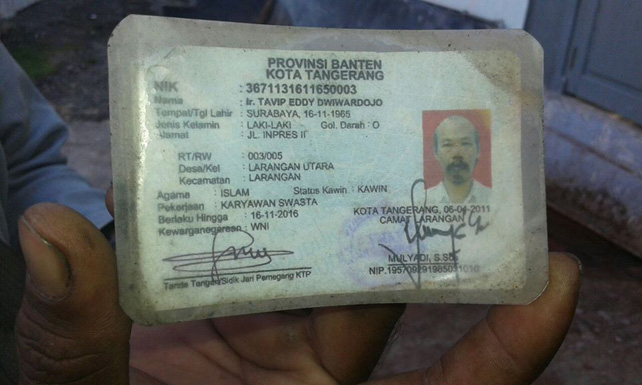 PROVINSI BANTEN
KOTA TANGERANG
NIK : 3671131611650003
Nama : Ir. TAVIP EDDY DWIWARDOJO
Tempat/Tgl Lahir : SURABAYA, 16-11-1965
Jenis Kelamin : LAKI-LAKI Gol. Darah : O
Alamat : JL. INPRES II
RT/RW : 003/005
Desa/Kel : LARANGAN UTARA
Kecamatan : LARANGAN
Agama : ISLAM Status Kawin : KAWIN
Pekerjaan : KARYAWAN SWASTA
Berlaku Hingga : 16-11-2016
Kewarganegaraan : WNI
KOTA TANGERANG, 06-04-2011
CAMAT LARANGAN
Tanda Tangan/Sidik Jari Pemegang KTP
MULYADI, S.
NIP.